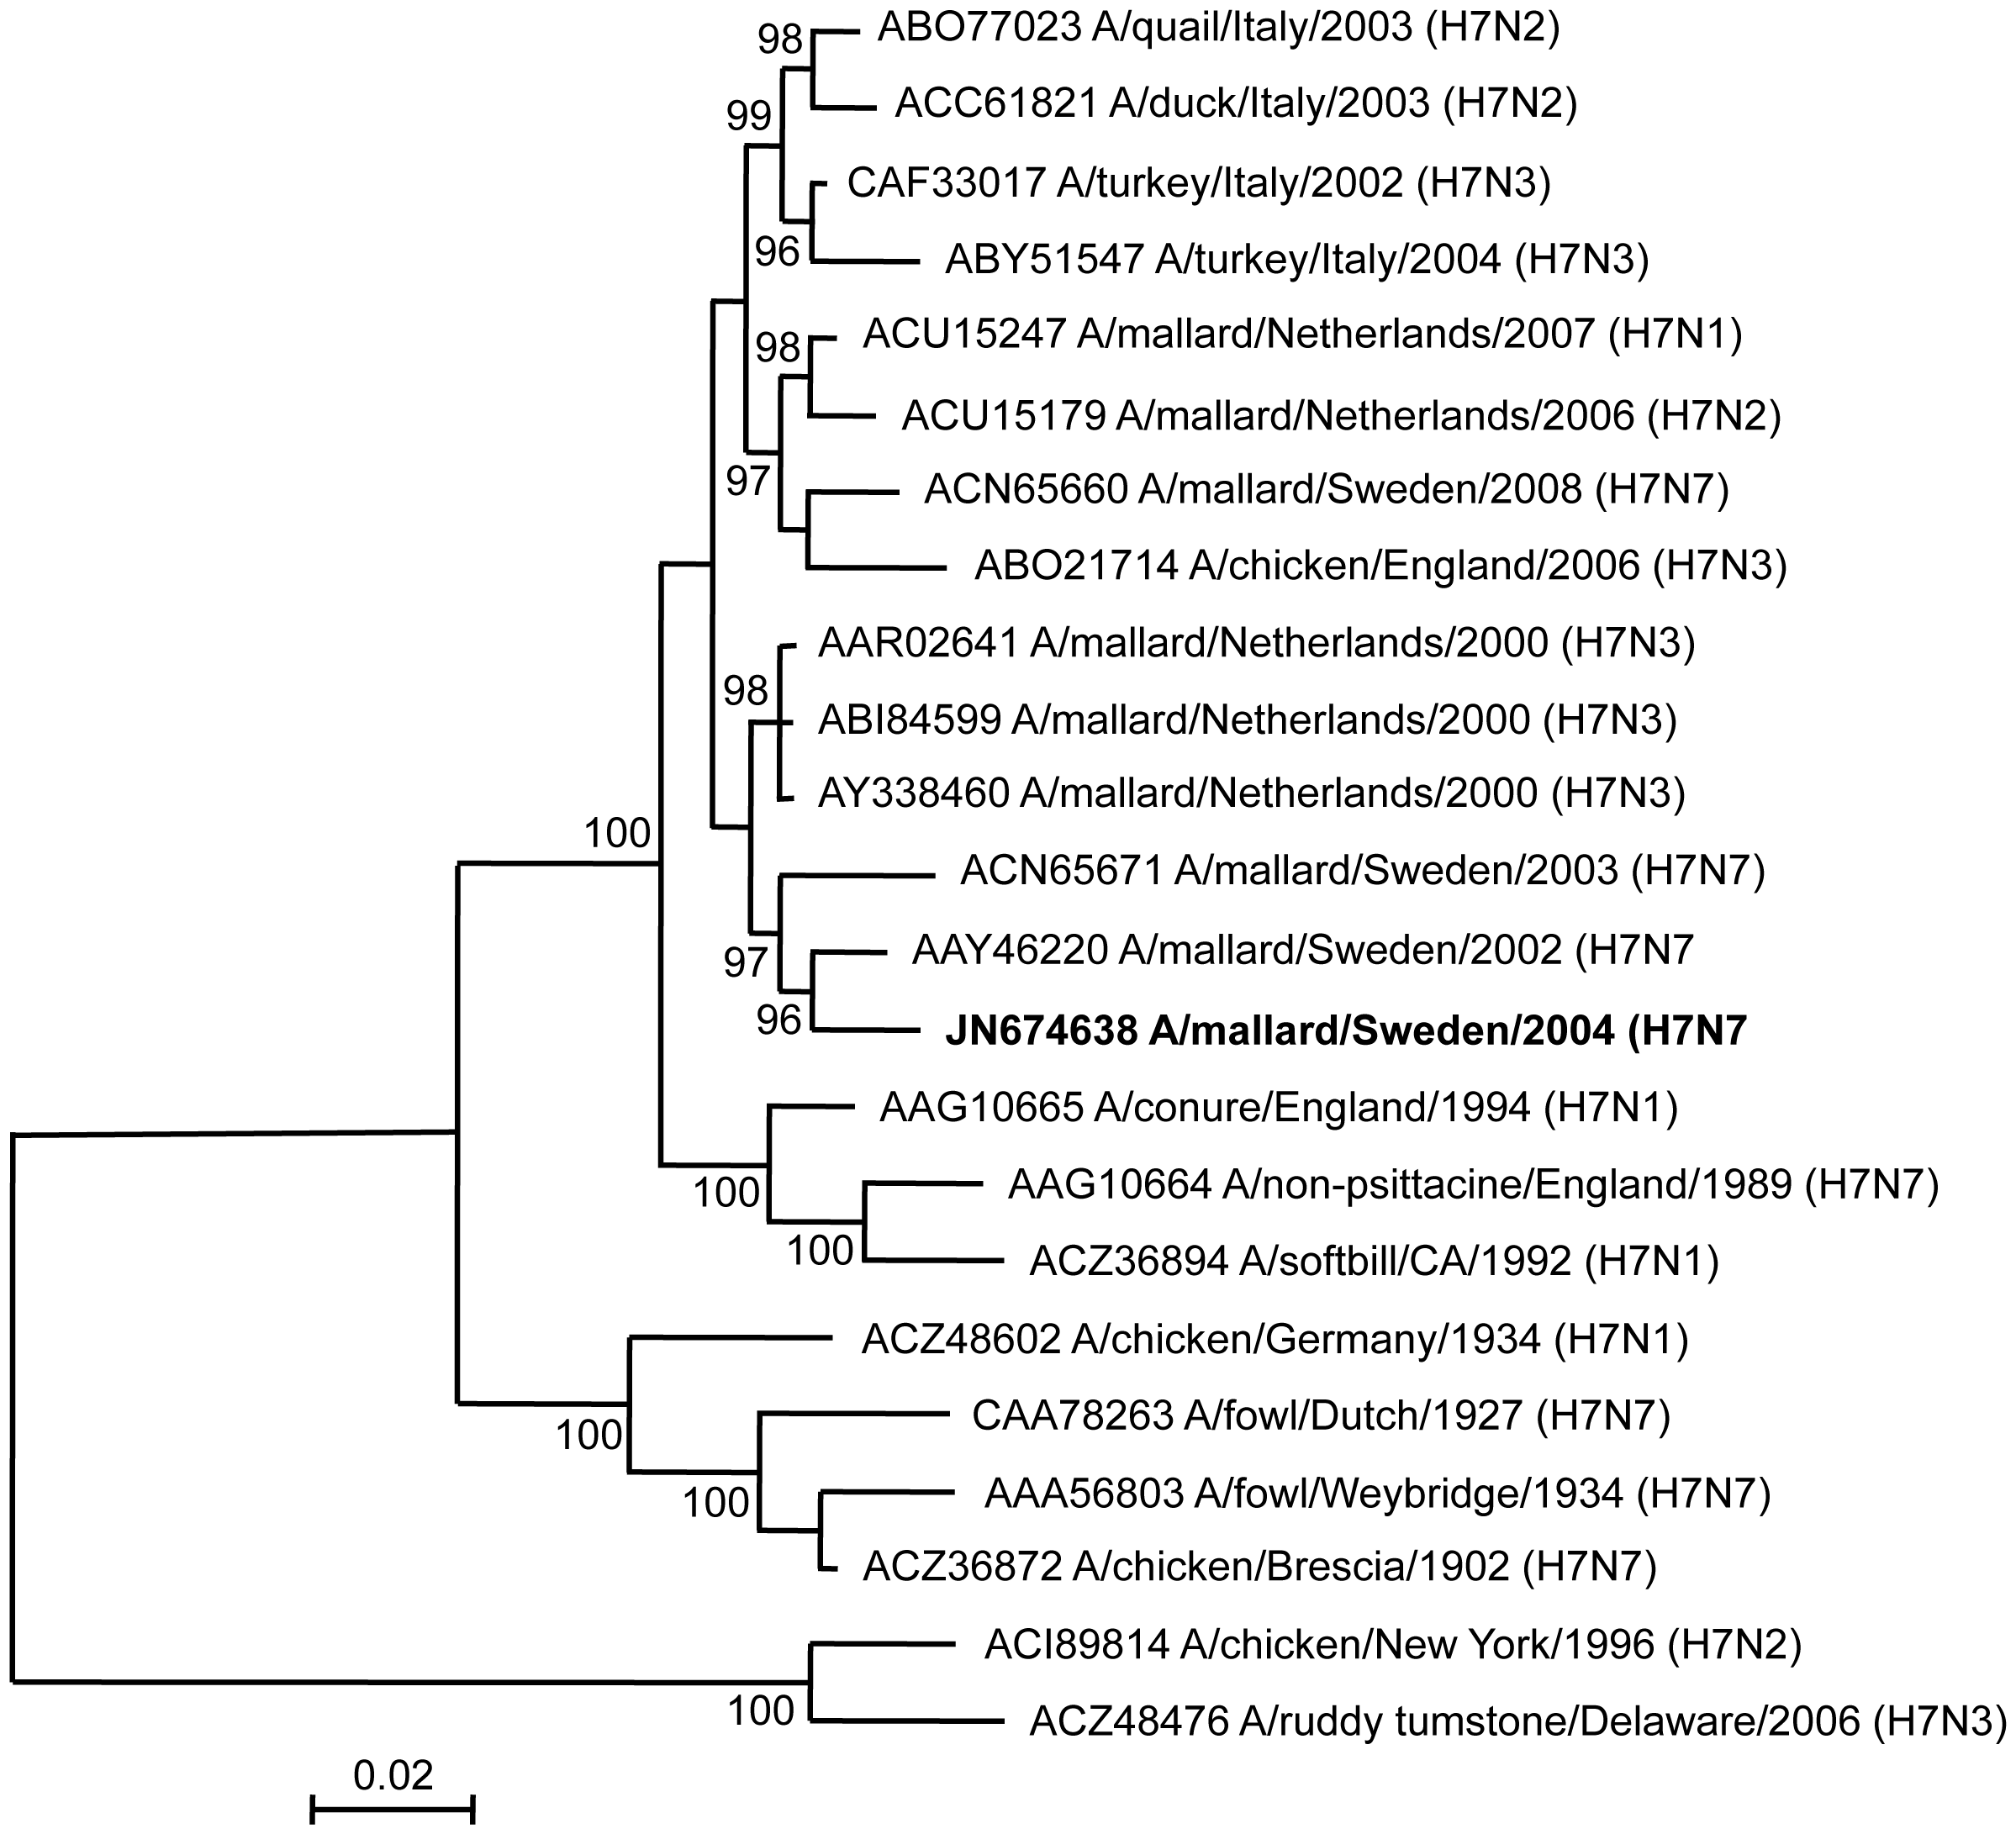 98
ABO77023 A/quail/Italy/2003 (H7N2)
ACC61821 A/duck/Italy/2003 (H7N2)
99
CAF33017 A/turkey/Italy/2002 (H7N3)
96
ABY51547 A/turkey/Italy/2004 (H7N3)
98
ACU15247 A/mallard/Netherlands/2007 (H7N1)
ACU15179 A/mallard/Netherlands/2006 (H7N2)
97
ACN65660 A/mallard/Sweden/2008 (H7N7)
ABO21714 A/chicken/England/2006 (H7N3)
AAR02641 A/mallard/Netherlands/2000 (H7N3)
98
ABI84599 A/mallard/Netherlands/2000 (H7N3)
AY338460 A/mallard/Netherlands/2000 (H7N3)
100
ACN65671 A/mallard/Sweden/2003 (H7N7)
AAY46220 A/mallard/Sweden/2002 (H7N7
97
96
JN674638 A/mallard/Sweden/2004 (H7N7
AAG10665 A/conure/England/1994 (H7N1)
100
AAG10664 A/non-psittacine/England/1989 (H7N7)
100
ACZ36894 A/softbill/CA/1992 (H7N1)
ACZ48602 A/chicken/Germany/1934 (H7N1)
100
CAA78263 A/fowl/Dutch/1927 (H7N7)
100
AAA56803 A/fowl/Weybridge/1934 (H7N7)
ACZ36872 A/chicken/Brescia/1902 (H7N7)
ACI89814 A/chicken/New York/1996 (H7N2)
100
ACZ48476 A/ruddy tumstone/Delaware/2006 (H7N3)
0.02